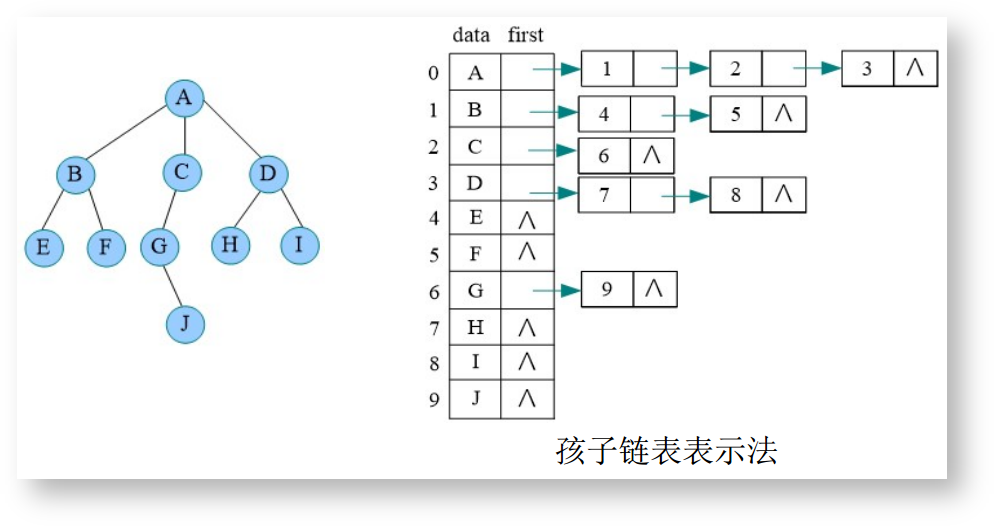 A
B C D
E F G H I
J
data first
0 A 1 2 3 ∧
1 B 4 5 ∧
2 C 6 ∧
3 D 7 8 ∧
4 E ∧
5 F ∧
6 G 9 ∧
7 H ∧
8 I ∧
9 J ∧
孩子链表表示法